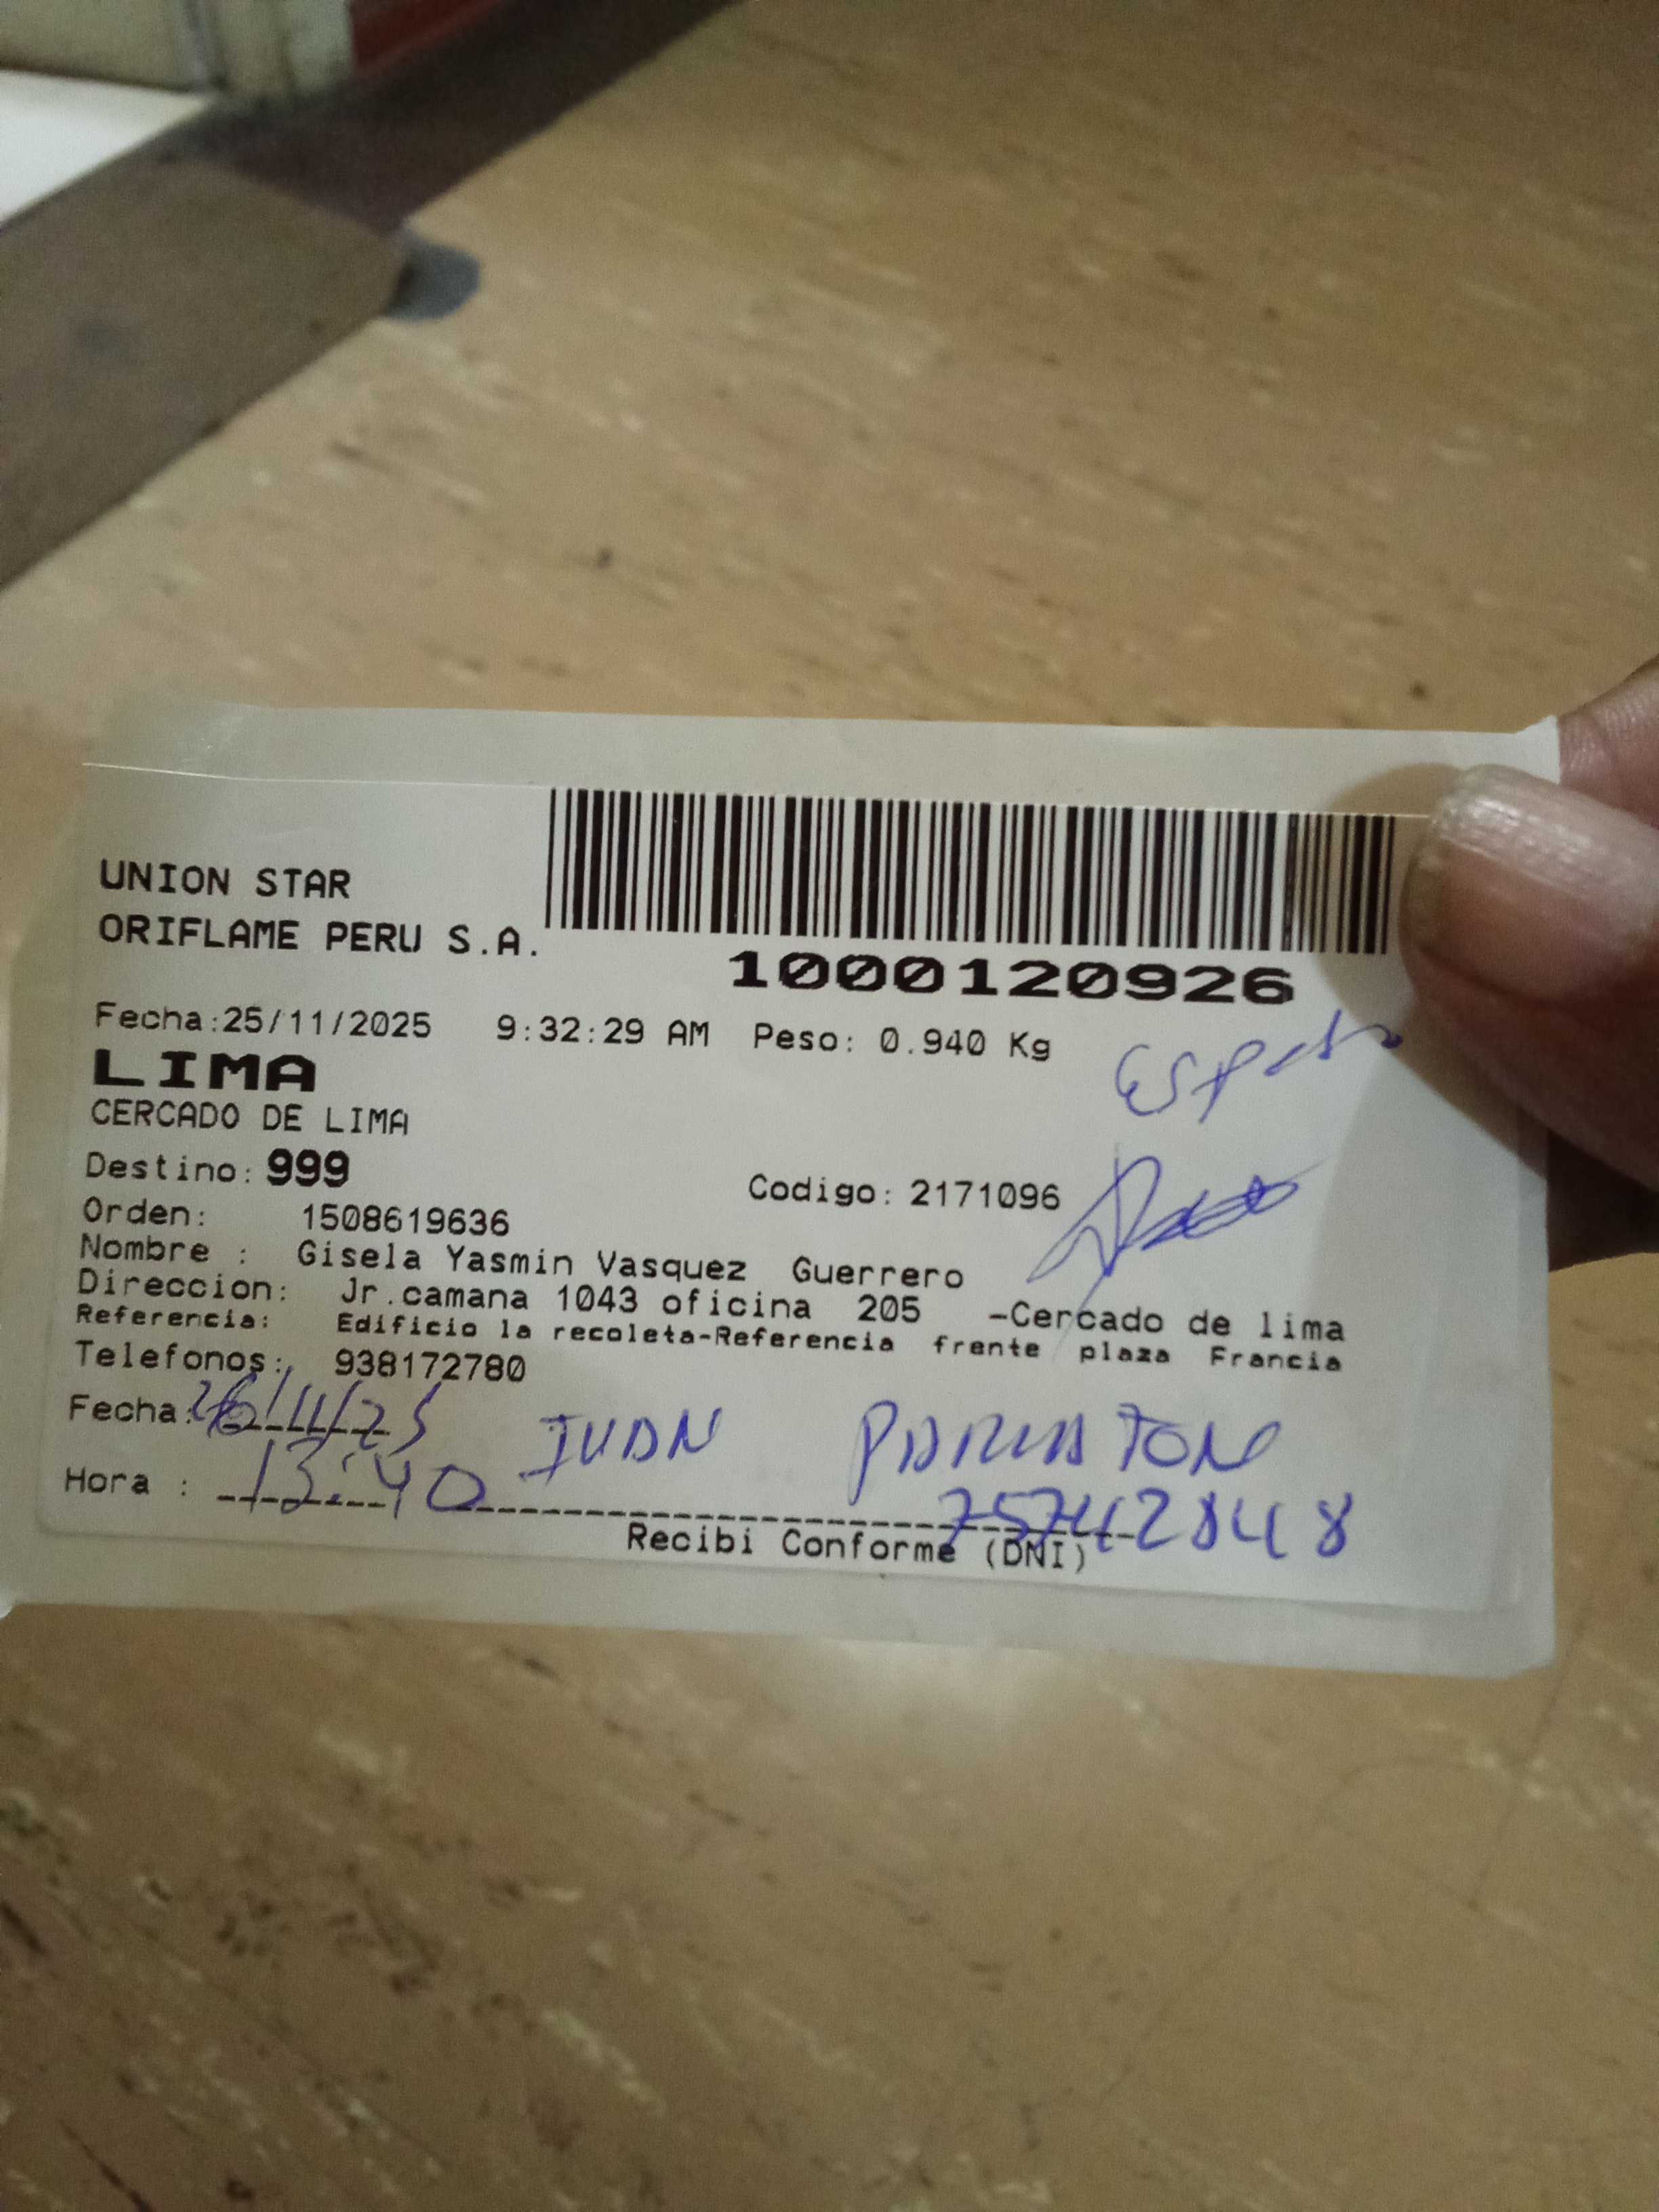 UNION STAR
ORIFLAME PERU S.A.
1000120926
Fecha:25/11/2025 9:32:29 AM Peso: 0.940 Kg
LIMA
CERCADO DE LIMA
Destino: 999
Codigo: 2171096
Orden: 1508619636
Nombre : Gisela Yasmin Vasquez Guerrero
Direccion: Jr.camana 1043 oficina 205 -Cercado de lima
Referencia: Edificio la recoleta-Referencia frente plaza Francia
Telefonos: 938172780
Fecha: 26/11/25 IVAN
Hora : 13:40
75742848
Recibi Conforme (DNI)